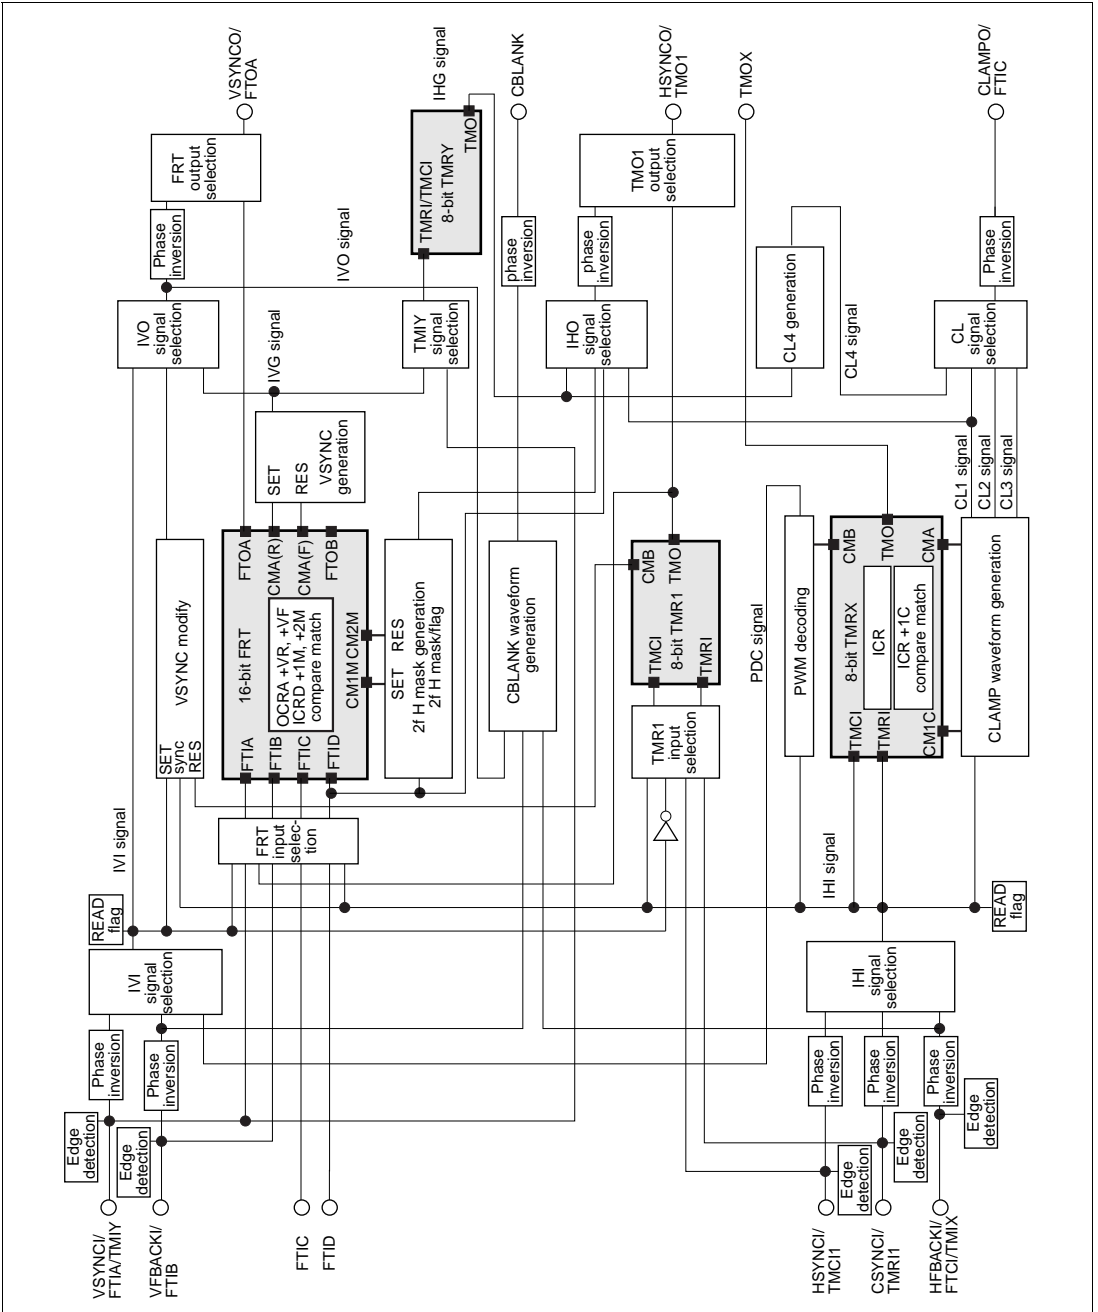 VSYNCO/
FTOA
IHG signal
CBLANK
HSYNCO/
TMO1
TMOX
CLAMPO/
FTIC
FRT
output
selection
TMRI/TMCI
8-bit TMRY
TMO
TMO1 output
selection
Phase
inversion
IVO signal
phase
inversion
phase
inversion
CL4 generation
Phase
inversion
IVO
signal
selection
IVG signal
TMIY
signal
selection
IHO
signal
selection
CL4 signal
CL
signal
selection
SET
RES
VSYNC
generation
CL1 signal
CL2 signal
CL3 signal
VSYNC modify
SET
sync
RES
FTOA
CMA(R)
CMA(F)
FTOB
16-bit FRT
OCRA +VR, +VF
ICRD +1M, +2M
compare match
CM1M CM2M
FTIA
FTIB
FTIC
FTID
SET RES
2f H mask generation
2f H mask/flag
CBLANK waveform
generation
CMB
TMO
8-bit TMR1
TMCI
TMRI
TMR1
input
selection
PDC signal
PWM decoding
CMB
TMO
CMA
8-bit TMRX
ICR
ICR +1C
compare match
TMCI
TMRI
CM1C
CLAMP waveform generation
IVI signal
FRT
input
selec-
tion
IHI signal
READ
flag
READ
flag
IVI
signal
selection
IHI
signal
selection
Phase
inversion
Phase
inversion
Phase
inversion
Phase
inversion
Phase
inversion
Edge
detection
Edge
detection
Edge
detection
Edge
detection
Edge
detection
VSYNCI/
FTIA/TMIY
VFBACKI/
FTIB
FTIC
FTID
HSYNCI/
TMCI1
CSYNCI/
TMRI1
HFBACKI/
FTCI/TMIX